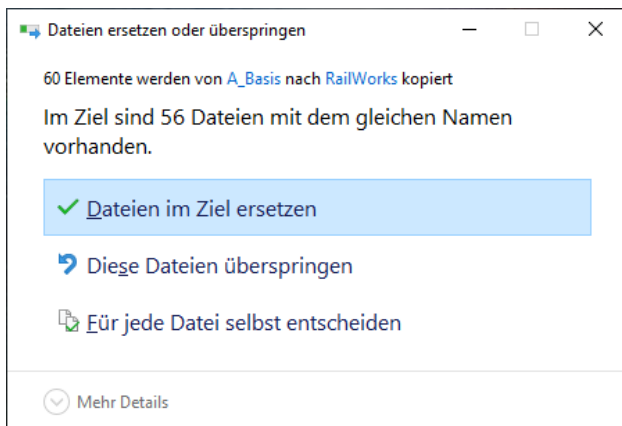 Dateien ersetzen oder überspringen
60 Elemente werden von A_Basis nach RailWorks kopiert
Im Ziel sind 56 Dateien mit dem gleichen Namen
vorhanden.
Dateien im Ziel ersetzen
Diese Dateien überspringen
Für jede Datei selbst entscheiden
Mehr Details